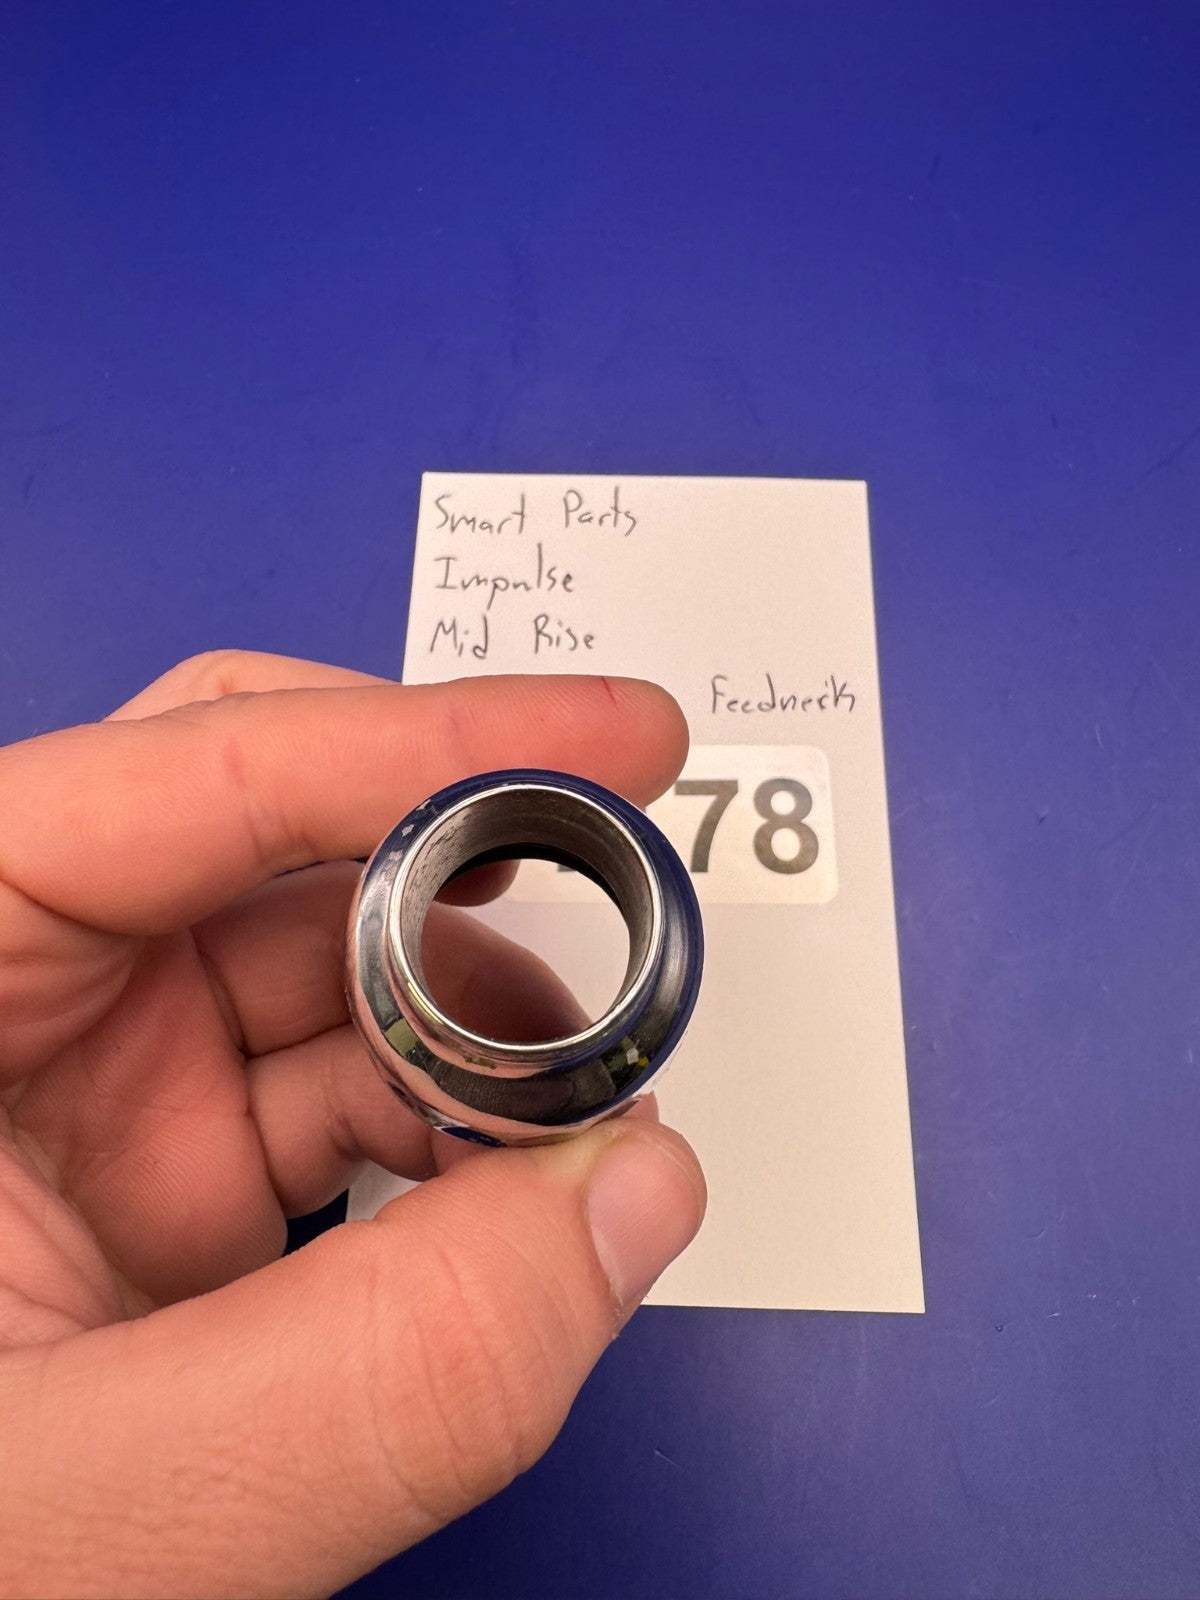 Smart Parts
Impulse
Mid Rise
Feedneck
78